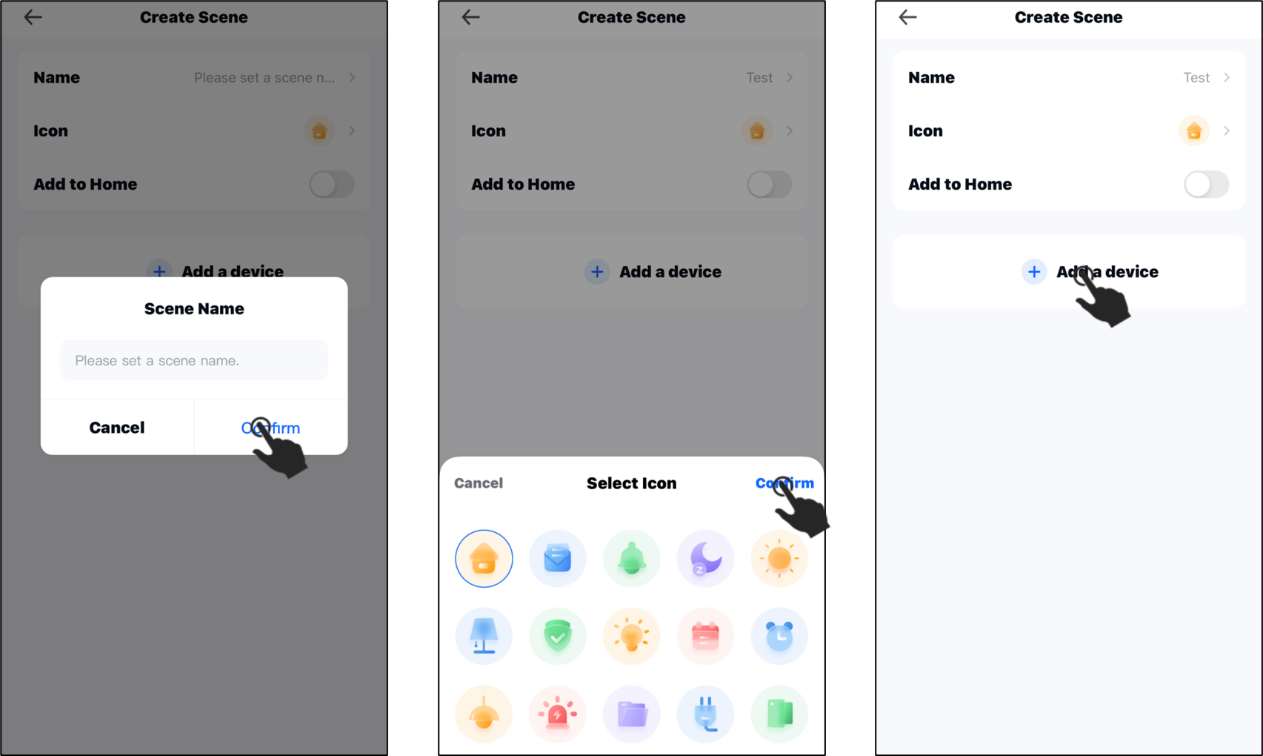 Create Scene
Name Please set a scene n...
Icon
Add to Home
+ Add a device
Scene Name
Please set a scene name.
Cancel Confirm
Create Scene
Name Test
Icon
Add to Home
+ Add a device
Cancel Select Icon Confirm
Create Scene
Name Test
Icon
Add to Home
+ Add a device